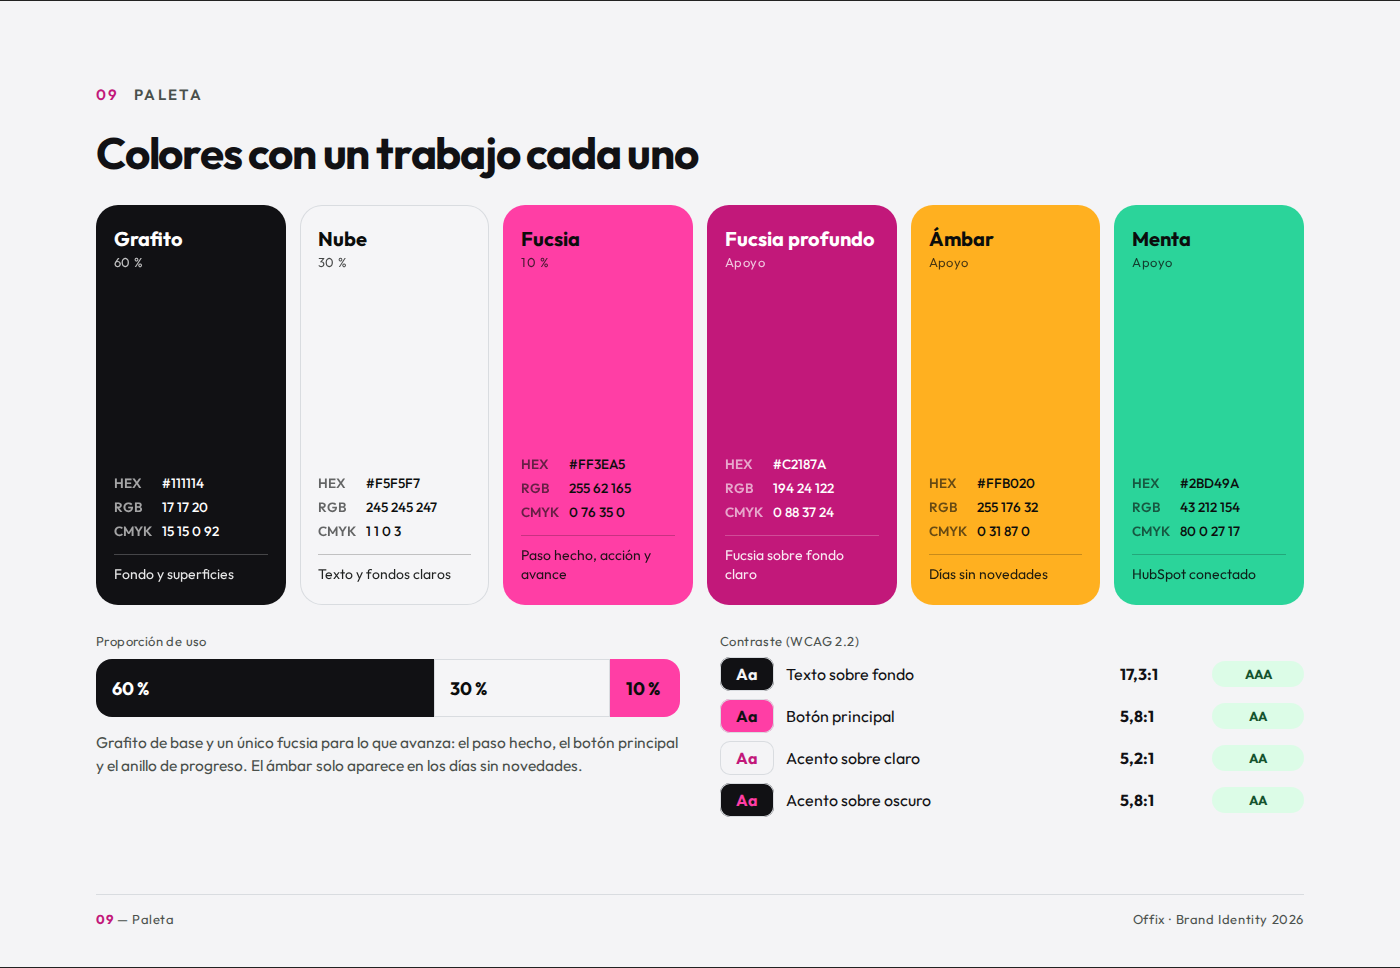 09 PALETA
Colores con un trabajo cada uno
Grafito
60 %
HEX #111114
RGB 17 17 20
CMYK 15 15 0 92
Fondo y superficies
Nube
30 %
HEX #F5F5F7
RGB 245 245 247
CMYK 1 1 0 3
Texto y fondos claros
Fucsia
10 %
HEX #FF3EA5
RGB 255 62 165
CMYK 0 76 35 0
Paso hecho, acción y
avance
Fucsia profundo
Apoyo
HEX #C2187A
RGB 194 24 122
CMYK 0 88 37 24
Fucsia sobre fondo
claro
Ámbar
Apoyo
HEX #FFB020
RGB 255 176 32
CMYK 0 31 87 0
Días sin novedades
Menta
Apoyo
HEX #2BD49A
RGB 43 212 154
CMYK 80 0 27 17
HubSpot conectado
Proporción de uso
60 % 30 % 10 %
Grafito de base y un único fucsia para lo que avanza: el paso hecho, el botón principal
y el anillo de progreso. El ámbar solo aparece en los días sin novedades.
Contraste (WCAG 2.2)
Aa Texto sobre fondo 17,3:1 AAA
Aa Botón principal 5,8:1 AA
Aa Acento sobre claro 5,2:1 AA
Aa Acento sobre oscuro 5,8:1 AA
09 — Paleta
Offix · Brand Identity 2026